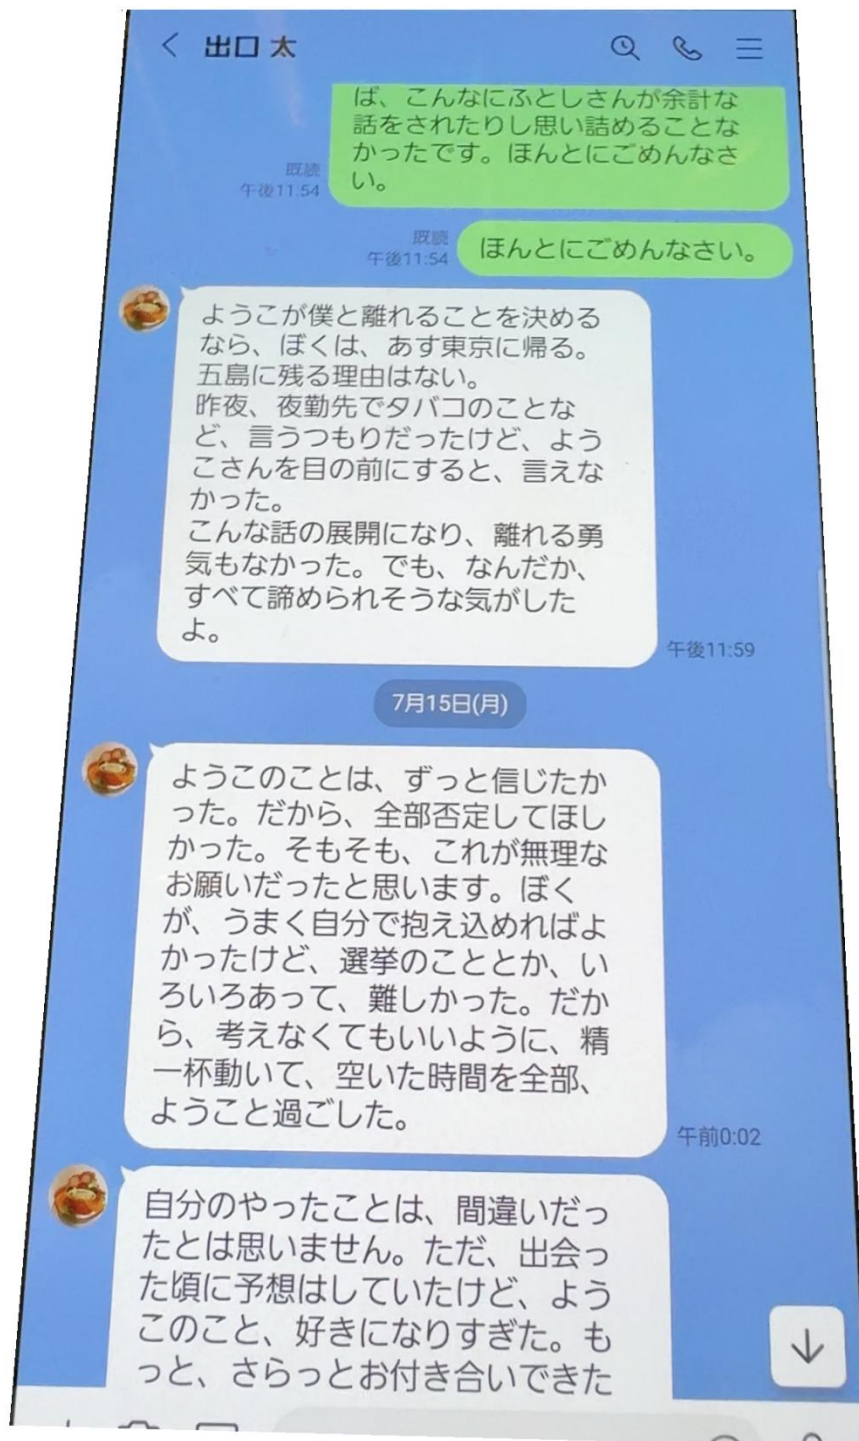 出口 太
ば、こんなにふとしさんが余計な
話をされたりし思い詰めることな
かったです。ほんとにごめんなさ
い。
既読
午後11:54
既読
午後11:54
ほんとにごめんなさい。
ようこが僕と離れることを決める
なら、ぼくは、あす東京に帰る。
五島に残る理由はない。
昨夜、夜勤先でタバコのことな
ど、言うつもりだったけど、よう
こさんを目の前にすると、言えな
かった。
こんな話の展開になり、離れる勇
気もなかった。でも、なんだか、
すべて諦められそうな気がした
よ。
午後11:59
7月15日(月)
ようこのことは、ずっと信じたか
った。だから、全部否定してほし
かった。そもそも、これが無理な
お願いだったと思います。ぼく
が、うまく自分で抱え込めればよ
かったけど、選挙のこととか、い
ろいろあって、難しかった。だか
ら、考えなくてもいいように、精
一杯動いて、空いた時間を全部、
ようこと過ごした。
午前0:02
自分のやったことは、間違いだっ
たとは思いません。ただ、出会っ
た頃に予想はしていたけど、よう
このこと、好きになりすぎた。も
っと、さらっとお付き合いできた